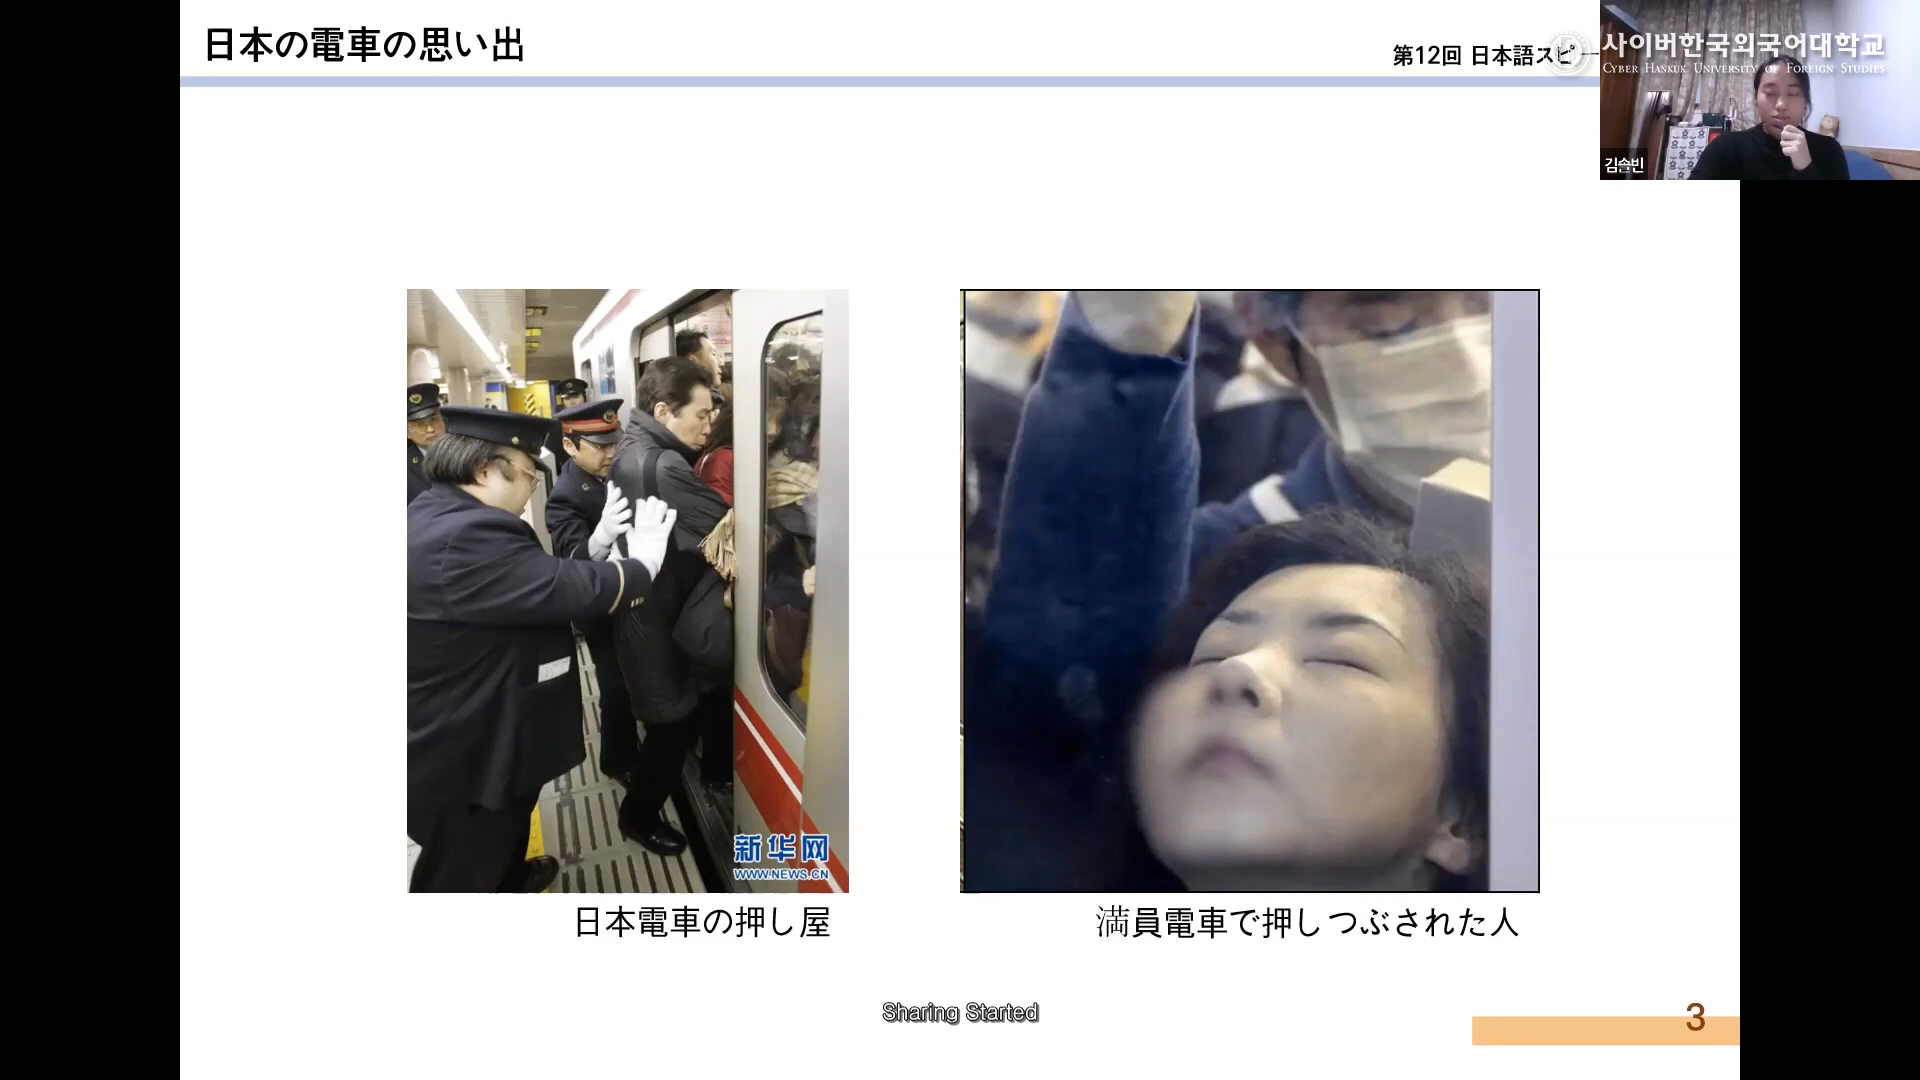 日本の電車の思い出
第12回 日本語スピー
사이버한국외국어대학교
CYBER HANKUK UNIVERSITY OF FOREIGN STUDIES
김슬빈
新华网
WWW.NEWS.CN
日本電車の押し屋
満員電車で押しつぶされた人
Sharing Started
3